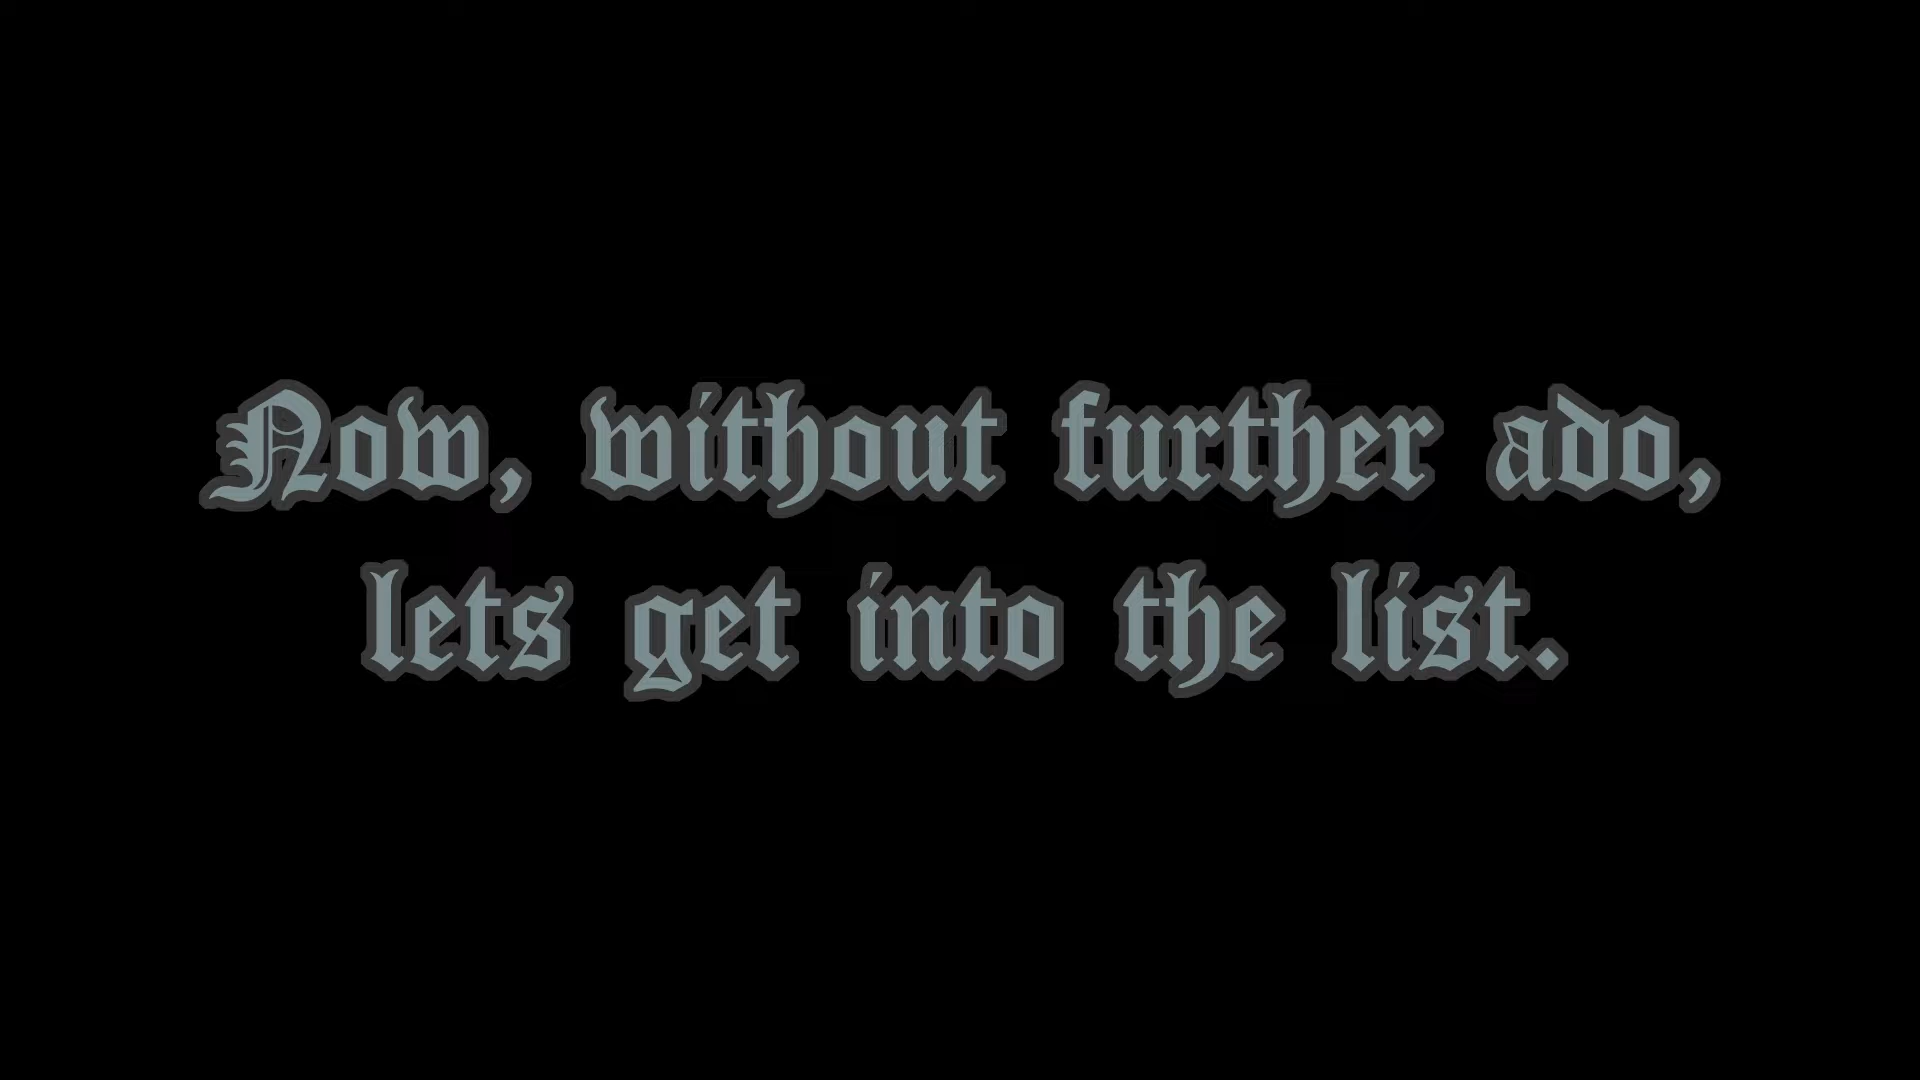 Now, without further ado,
lets get into the list.